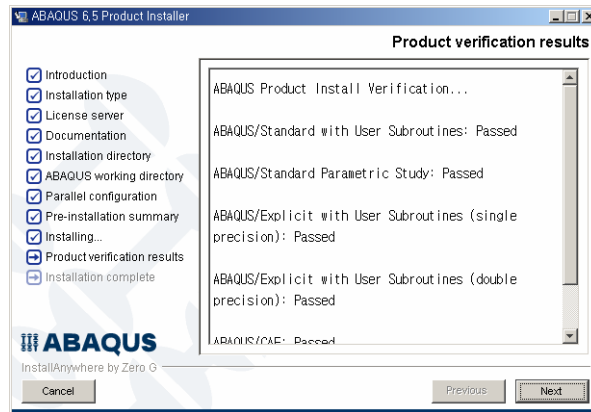 ABAQUS 6,5 Product Installer
Product verification results
Introduction
Installation type
License server
Documentation
Installation directory
ABAQUS working directory
Parallel configuration
Pre-installation summary
Installing...
Product verification results
Installation complete
ABAQUS Product Install Verification...
ABAQUS/Standard with User Subroutines: Passed
ABAQUS/Standard Parametric Study: Passed
ABAQUS/Explicit with User Subroutines (single
precision): Passed
ABAQUS/Explicit with User Subroutines (double
precision): Passed
ABAQUS/CAE: Passed
ABAQUS
InstallAnywhere by Zero G
Cancel
Previous
Next